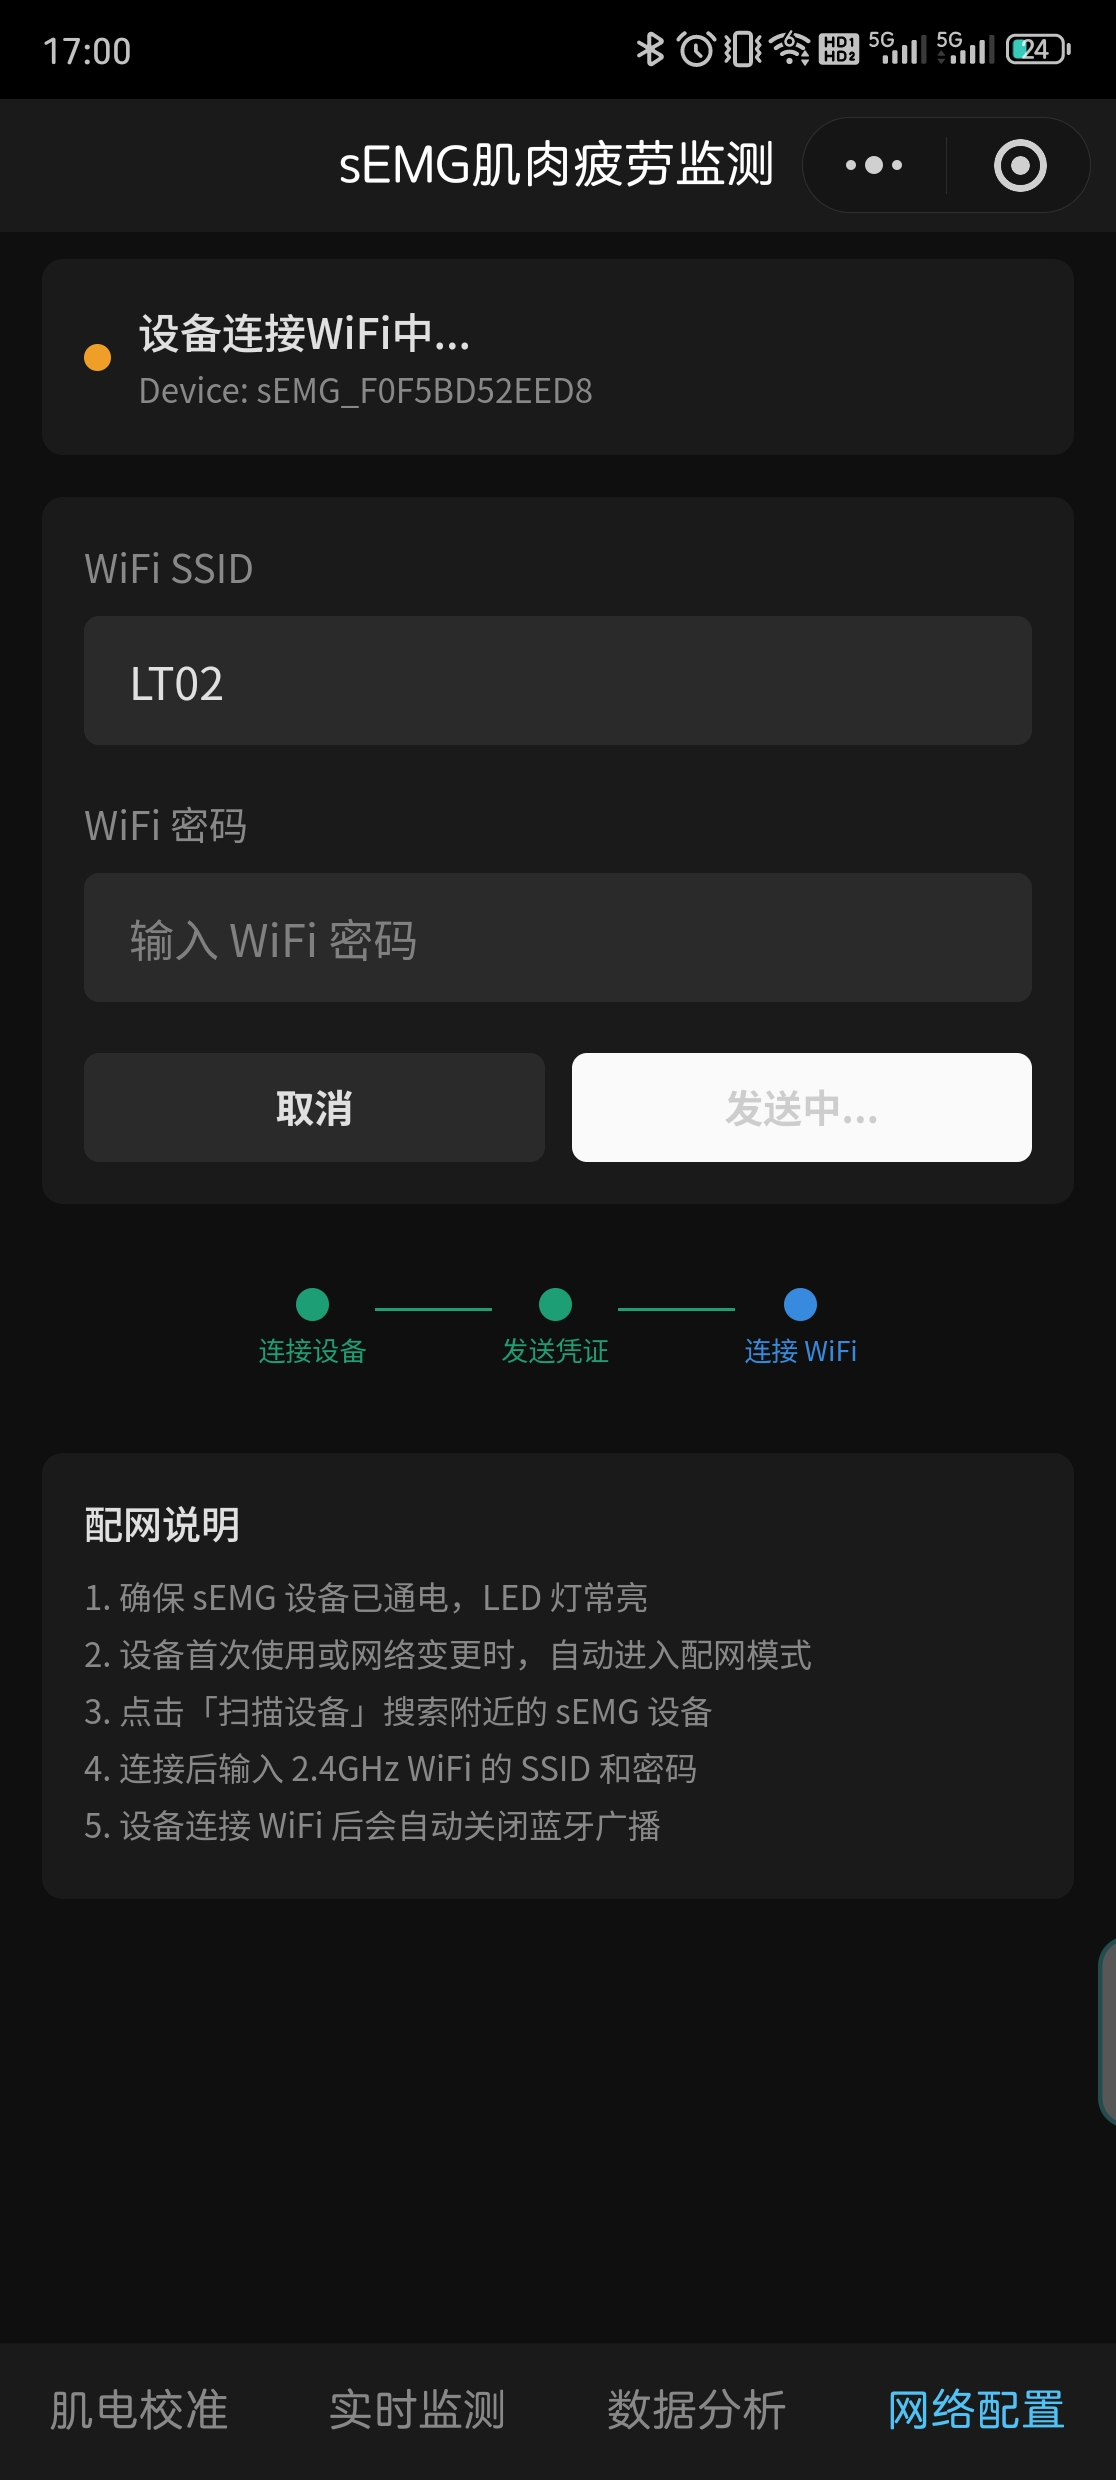 17:00
HD1 HD2 5G 5G 24
sEMG肌肉疲劳监测
设备连接WiFi中...
Device: sEMG_F0F5BD52EED8
WiFi SSID
LT02
WiFi 密码
输入 WiFi 密码
取消 发送中...
连接设备 发送凭证 连接 WiFi
配网说明
1. 确保 sEMG 设备已通电，LED 灯常亮
2. 设备首次使用或网络变更时，自动进入配网模式
3. 点击「扫描设备」搜索附近的 sEMG 设备
4. 连接后输入 2.4GHz WiFi 的 SSID 和密码
5. 设备连接 WiFi 后会自动关闭蓝牙广播
肌电校准 实时监测 数据分析 网络配置